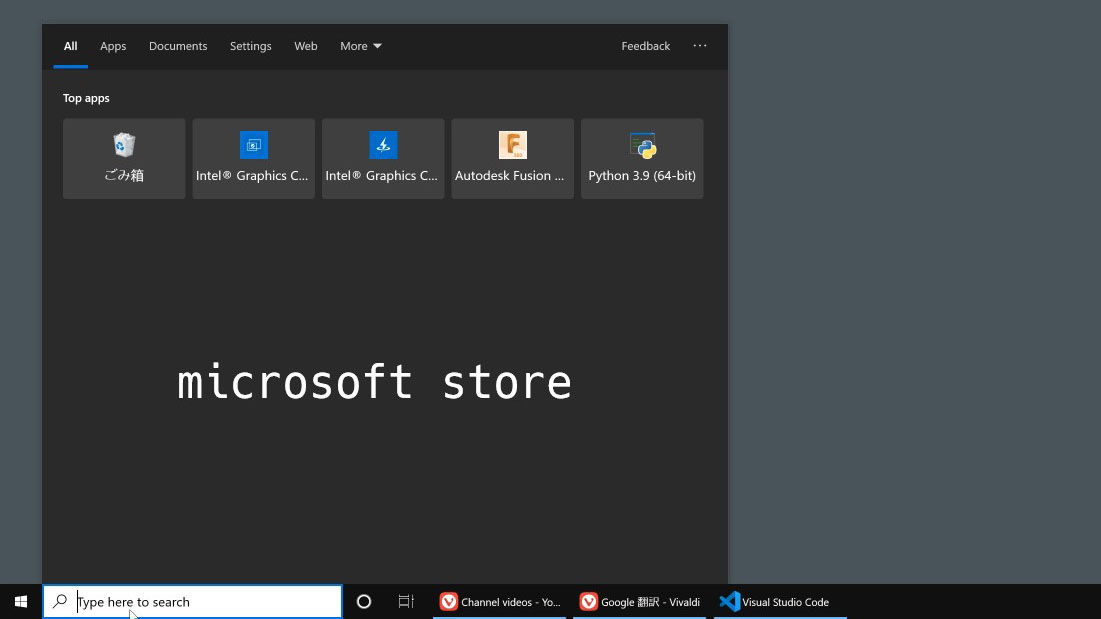 All Apps Documents Settings Web More Feedback ...
Top apps
ごみ箱 Intel® Graphics C... Intel® Graphics C... Autodesk Fusion ... Python 3.9 (64-bit)
microsoft store
Type here to search Channel videos - Yo... Google 翻訳 - Vivaldi Visual Studio Code